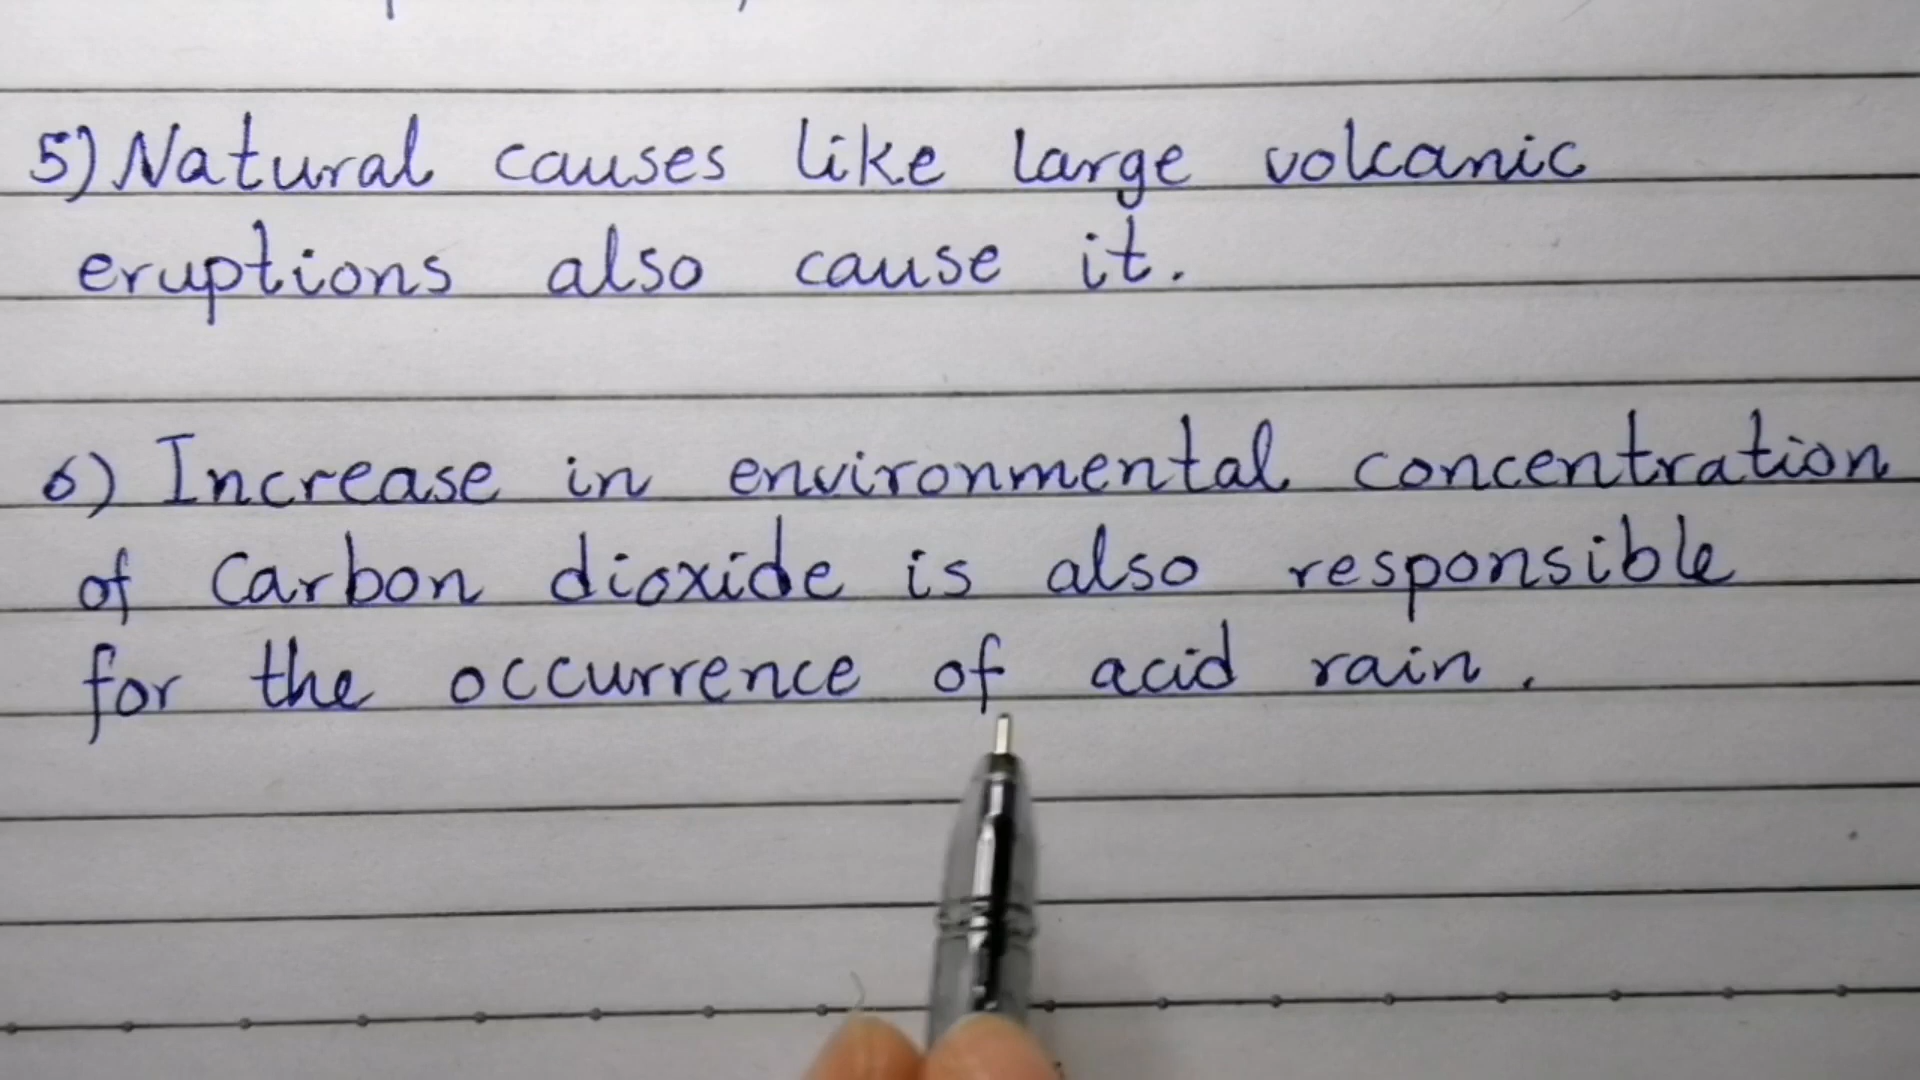 5) Natural causes like large volcanic
eruptions also cause it.
6) Increase in environmental concentration
of Carbon dioxide is also responsible
for the occurrence of acid rain.